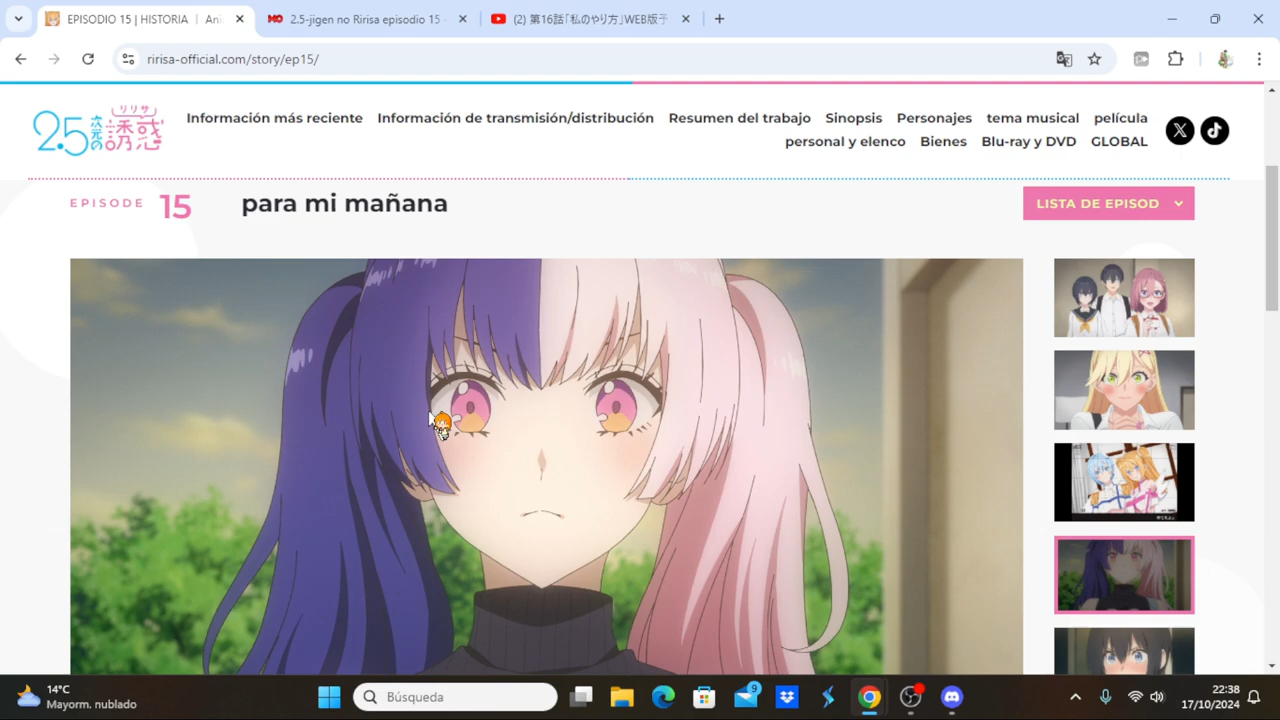 EPISODIO 15 | HISTORIA | Ani
2.5-jigen no Ririsa episodio 15
(2) 第16話「私のやり方」WEB版予
ririsa-official.com/story/ep15/
2.5次元の誘惑
リリサ
Información más reciente Información de transmisión/distribución Resumen del trabajo Sinopsis Personajes tema musical película
personal y elenco Bienes Blu-ray y DVD GLOBAL
EPISODE 15 para mi mañana
LISTA DE EPISOD
14°C
Mayorm. nublado
Búsqueda
9
22:38
17/10/2024